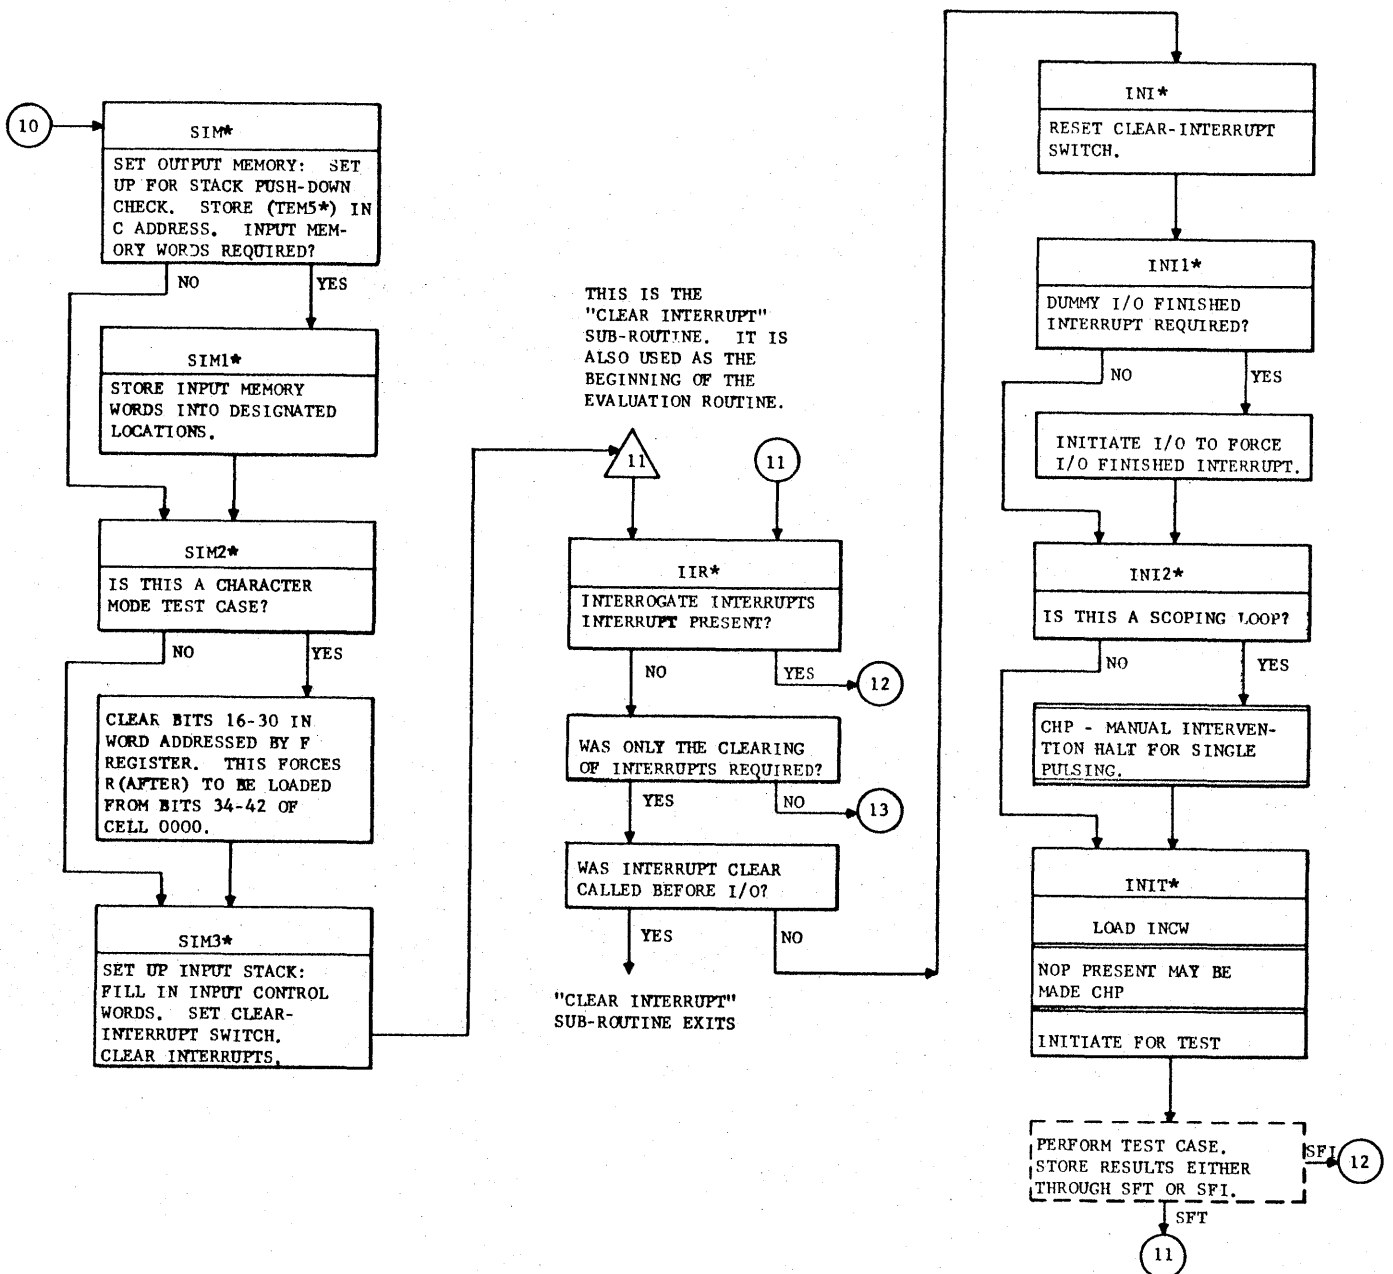 10
SIM*
SET OUTPUT MEMORY: SET
UP FOR STACK PUSH-DOWN
CHECK. STORE (TEM5*) IN
C ADDRESS. INPUT MEM-
ORY WORDS REQUIRED?
NO
YES
SIM1*
STORE INPUT MEMORY
WORDS INTO DESIGNATED
LOCATIONS.
SIM2*
IS THIS A CHARACTER
MODE TEST CASE?
NO
YES
CLEAR BITS 16-30 IN
WORD ADDRESSED BY F
REGISTER. THIS FORCES
R(AFTER) TO BE LOADED
FROM BITS 34-42 OF
CELL 0000.
SIM3*
SET UP INPUT STACK:
FILL IN INPUT CONTROL
WORDS. SET CLEAR-
INTERRUPT SWITCH.
CLEAR INTERRUPTS.
THIS IS THE
"CLEAR INTERRUPT"
SUB-ROUTINE. IT IS
ALSO USED AS THE
BEGINNING OF THE
EVALUATION ROUTINE.
11
11
IIR*
INTERROGATE INTERRUPTS
INTERRUPT PRESENT?
NO
YES
12
WAS ONLY THE CLEARING
OF INTERRUPTS REQUIRED?
YES
NO
13
WAS INTERRUPT CLEAR
CALLED BEFORE I/O?
YES
NO
"CLEAR INTERRUPT"
SUB-ROUTINE EXITS
INI*
RESET CLEAR-INTERRUPT
SWITCH.
INI1*
DUMMY I/O FINISHED
INTERRUPT REQUIRED?
NO
YES
INITIATE I/O TO FORCE
I/O FINISHED INTERRUPT.
INI2*
IS THIS A SCOPING LOOP?
NO
YES
CHP - MANUAL INTERVEN-
TION HALT FOR SINGLE
PULSING.
INIT*
LOAD INCW
NOP PRESENT MAY BE
MADE CHP
INITIATE FOR TEST
PERFORM TEST CASE.
STORE RESULTS EITHER
THROUGH SFT OR SFI.
SFI
12
SFT
11